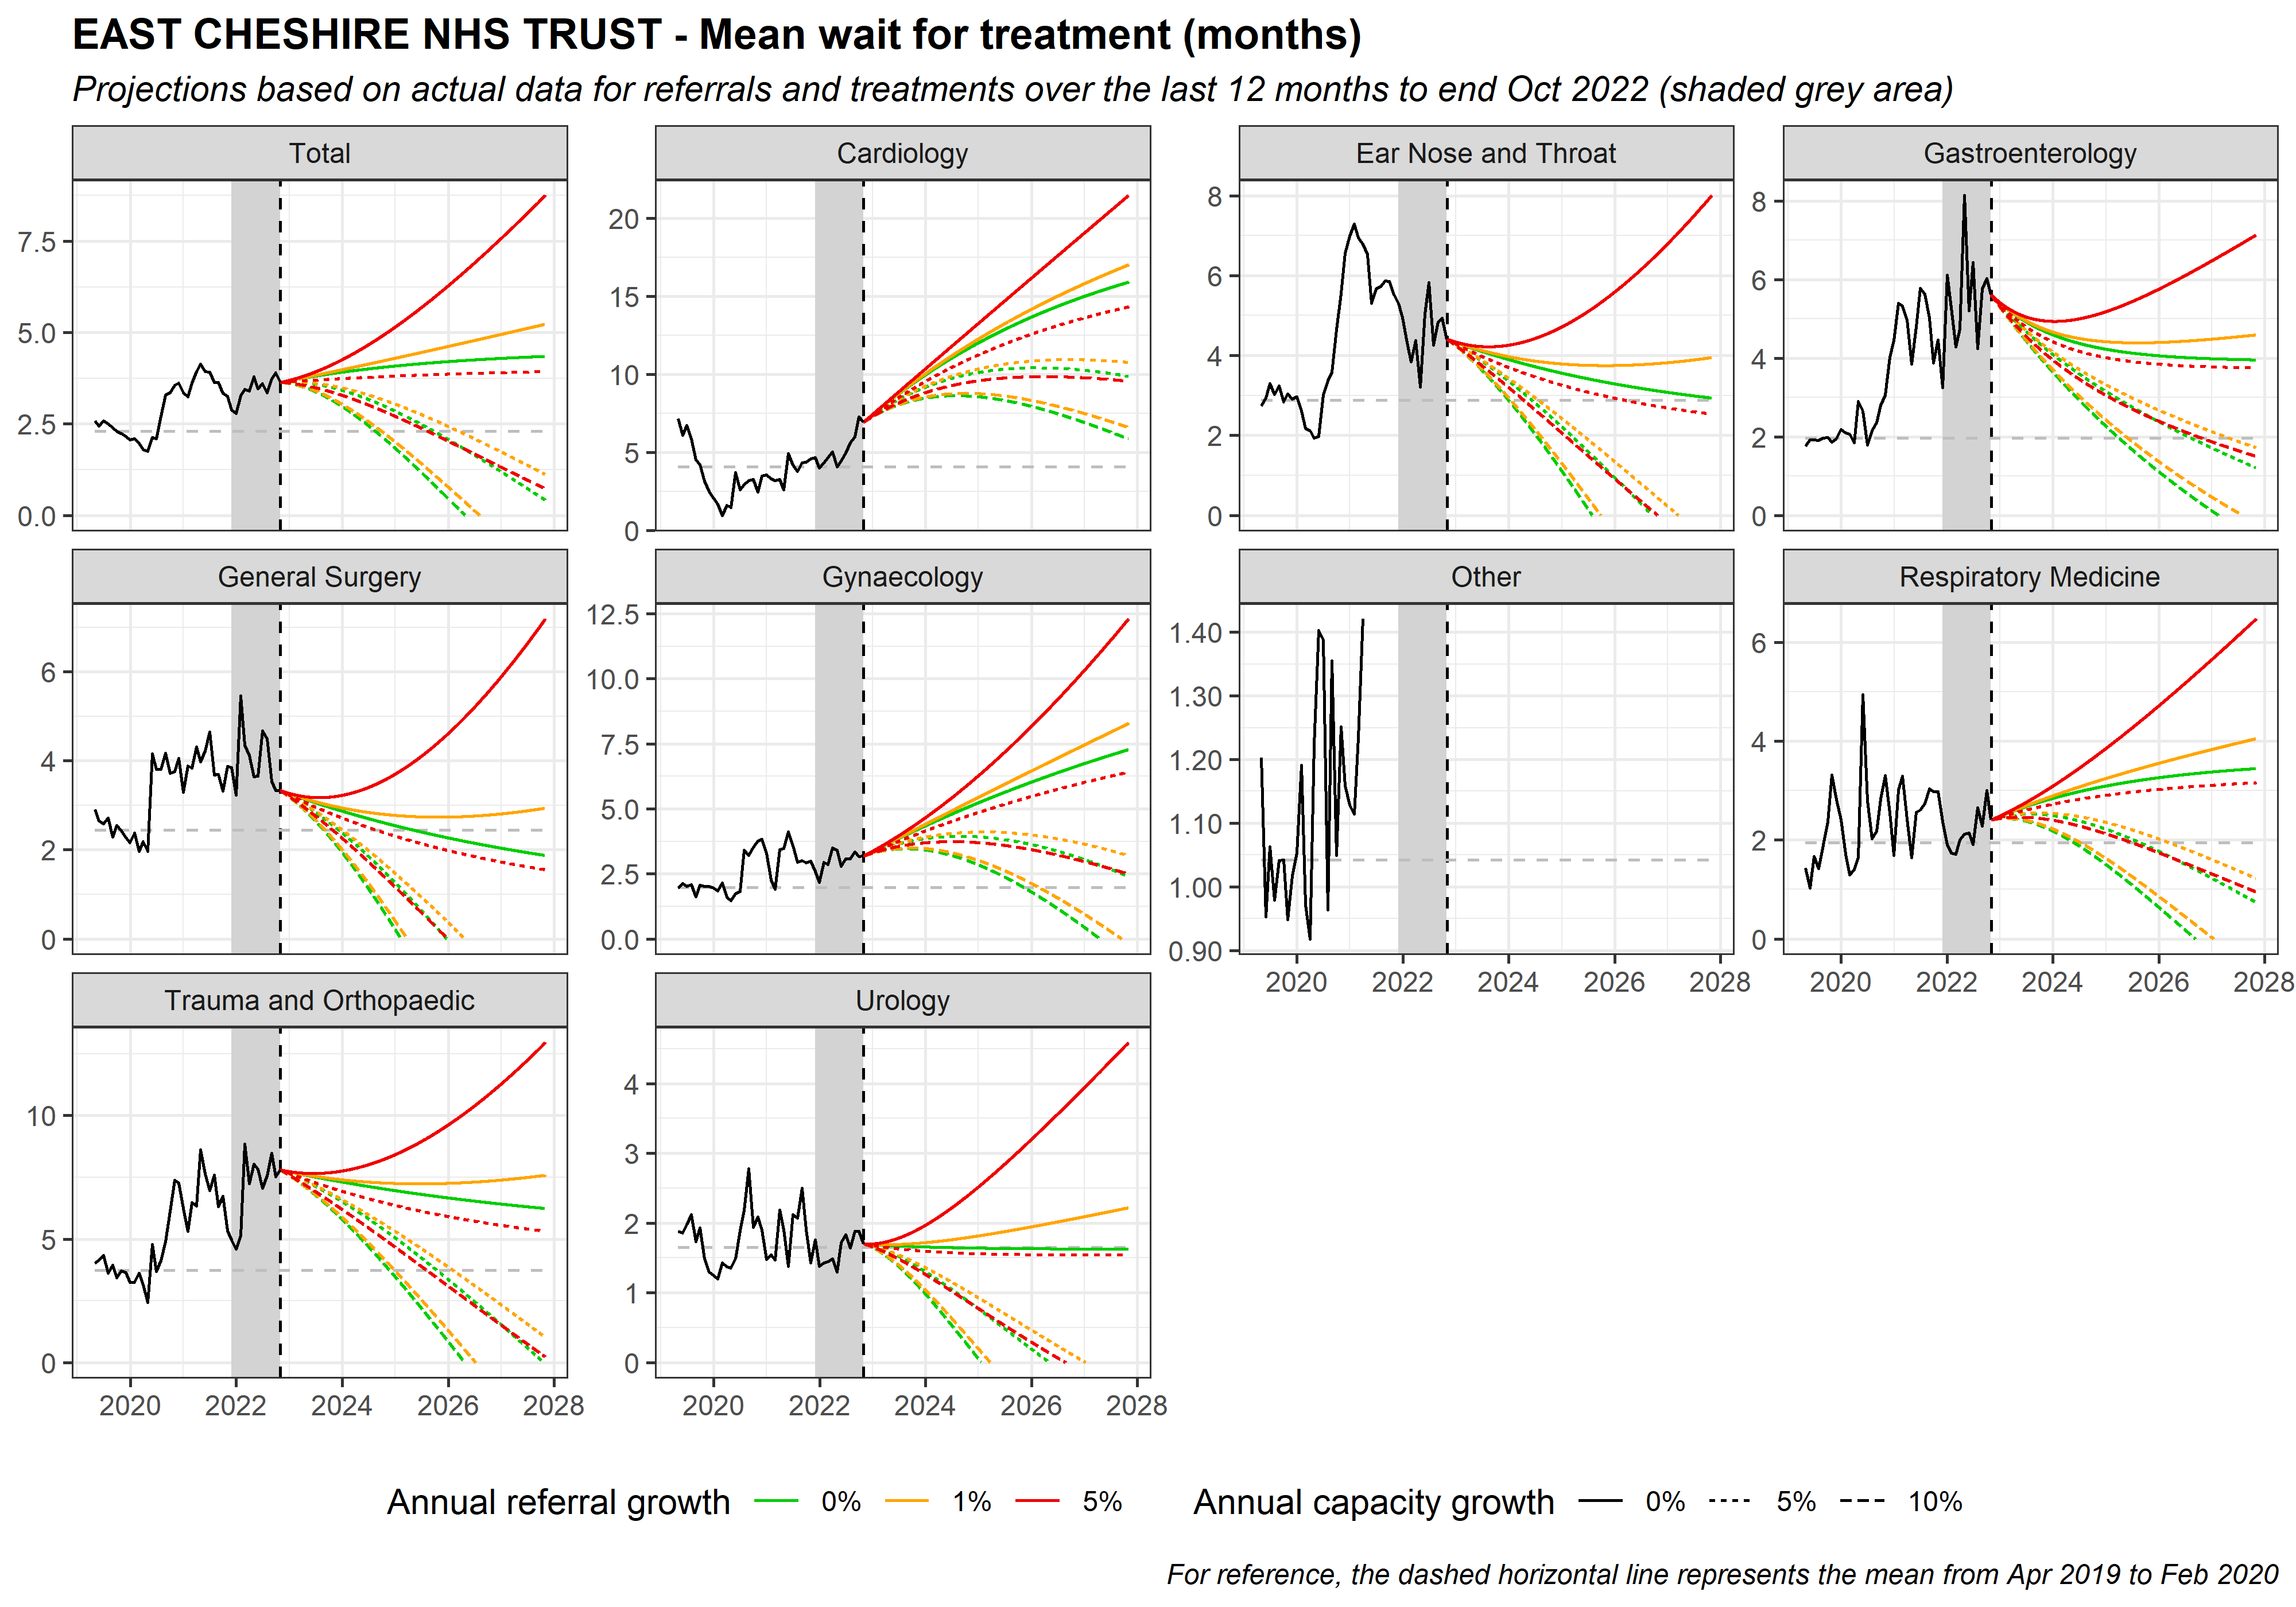 EAST CHESHIRE NHS TRUST - Mean wait for treatment (months)
Projections based on actual data for referrals and treatments over the last 12 months to end Oct 2022 (shaded grey area)
Total
Cardiology
Ear Nose and Throat
Gastroenterology
7.5
5.0
2.5
0.0
20
15
10
5
0
8
6
4
2
0
8
6
4
2
0
General Surgery
Gynaecology
Other
Respiratory Medicine
6
4
2
0
12.5
10.0
7.5
5.0
2.5
0.0
1.40
1.30
1.20
1.10
1.00
0.90
6
4
2
0
2020 2022 2024 2026 2028
2020 2022 2024 2026 2028
Trauma and Orthopaedic
Urology
10
5
0
4
3
2
1
0
2020 2022 2024 2026 2028
2020 2022 2024 2026 2028
Annual referral growth 0% 1% 5%
Annual capacity growth 0% 5% 10%
For reference, the dashed horizontal line represents the mean from Apr 2019 to Feb 2020